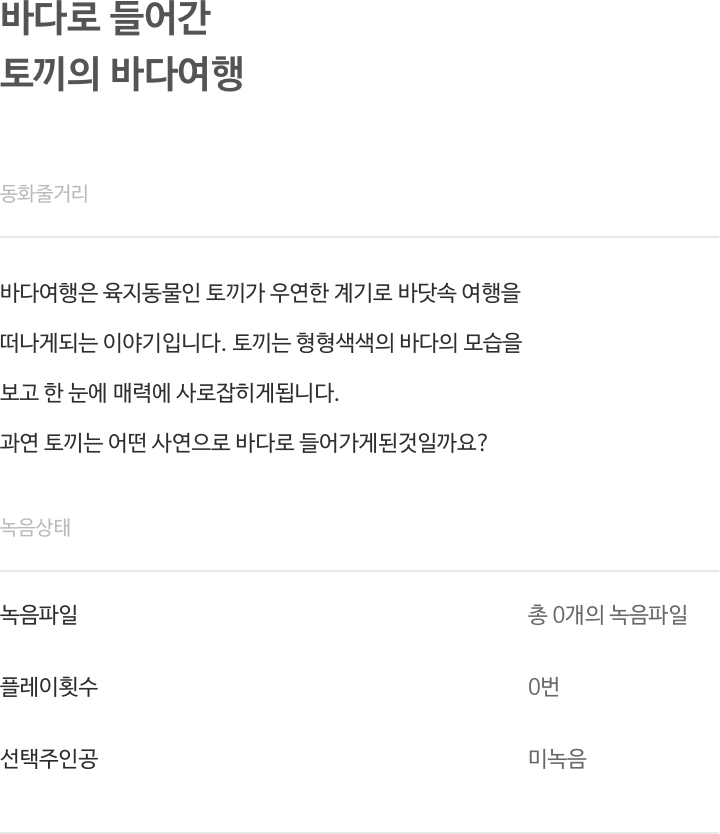 바다로 들어간
토끼의 바다여행
동화줄거리
바다여행은 육지동물인 토끼가 우연한 계기로 바닷속 여행을
떠나게되는 이야기입니다. 토끼는 형형색색의 바다의 모습을
보고 한 눈에 매력에 사로잡히게됩니다.
과연 토끼는 어떤 사연으로 바다로 들어가게된것일까요?
녹음상태
녹음파일 총 0개의 녹음파일
플레이횟수 0번
선택주인공 미녹음